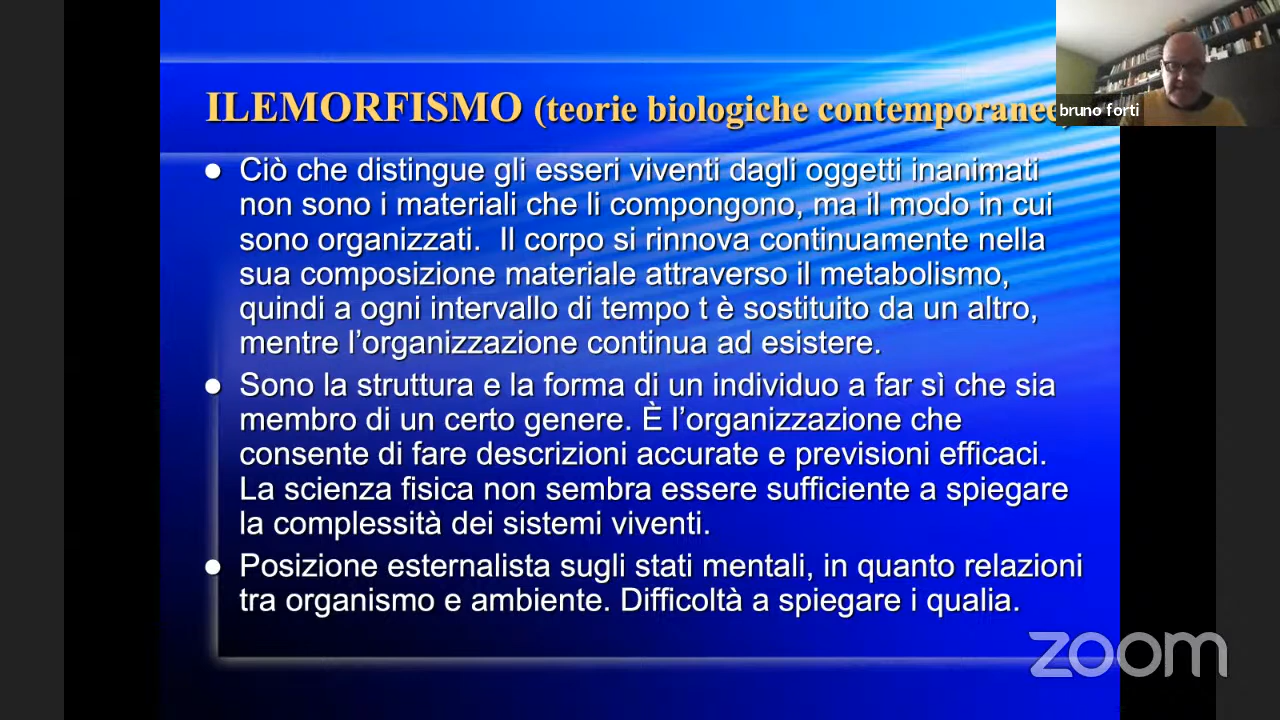 ILEMORFISMO (teorie biologiche contemporanee)
bruno forti
● Ciò che distingue gli esseri viventi dagli oggetti inanimati
non sono i materiali che li compongono, ma il modo in cui
sono organizzati. Il corpo si rinnova continuamente nella
sua composizione materiale attraverso il metabolismo,
quindi a ogni intervallo di tempo t è sostituito da un altro,
mentre l'organizzazione continua ad esistere.
● Sono la struttura e la forma di un individuo a far sì che sia
membro di un certo genere. È l'organizzazione che
consente di fare descrizioni accurate e previsioni efficaci.
La scienza fisica non sembra essere sufficiente a spiegare
la complessità dei sistemi viventi.
● Posizione esternalista sugli stati mentali, in quanto relazioni
tra organismo e ambiente. Difficoltà a spiegare i qualia.
zoom